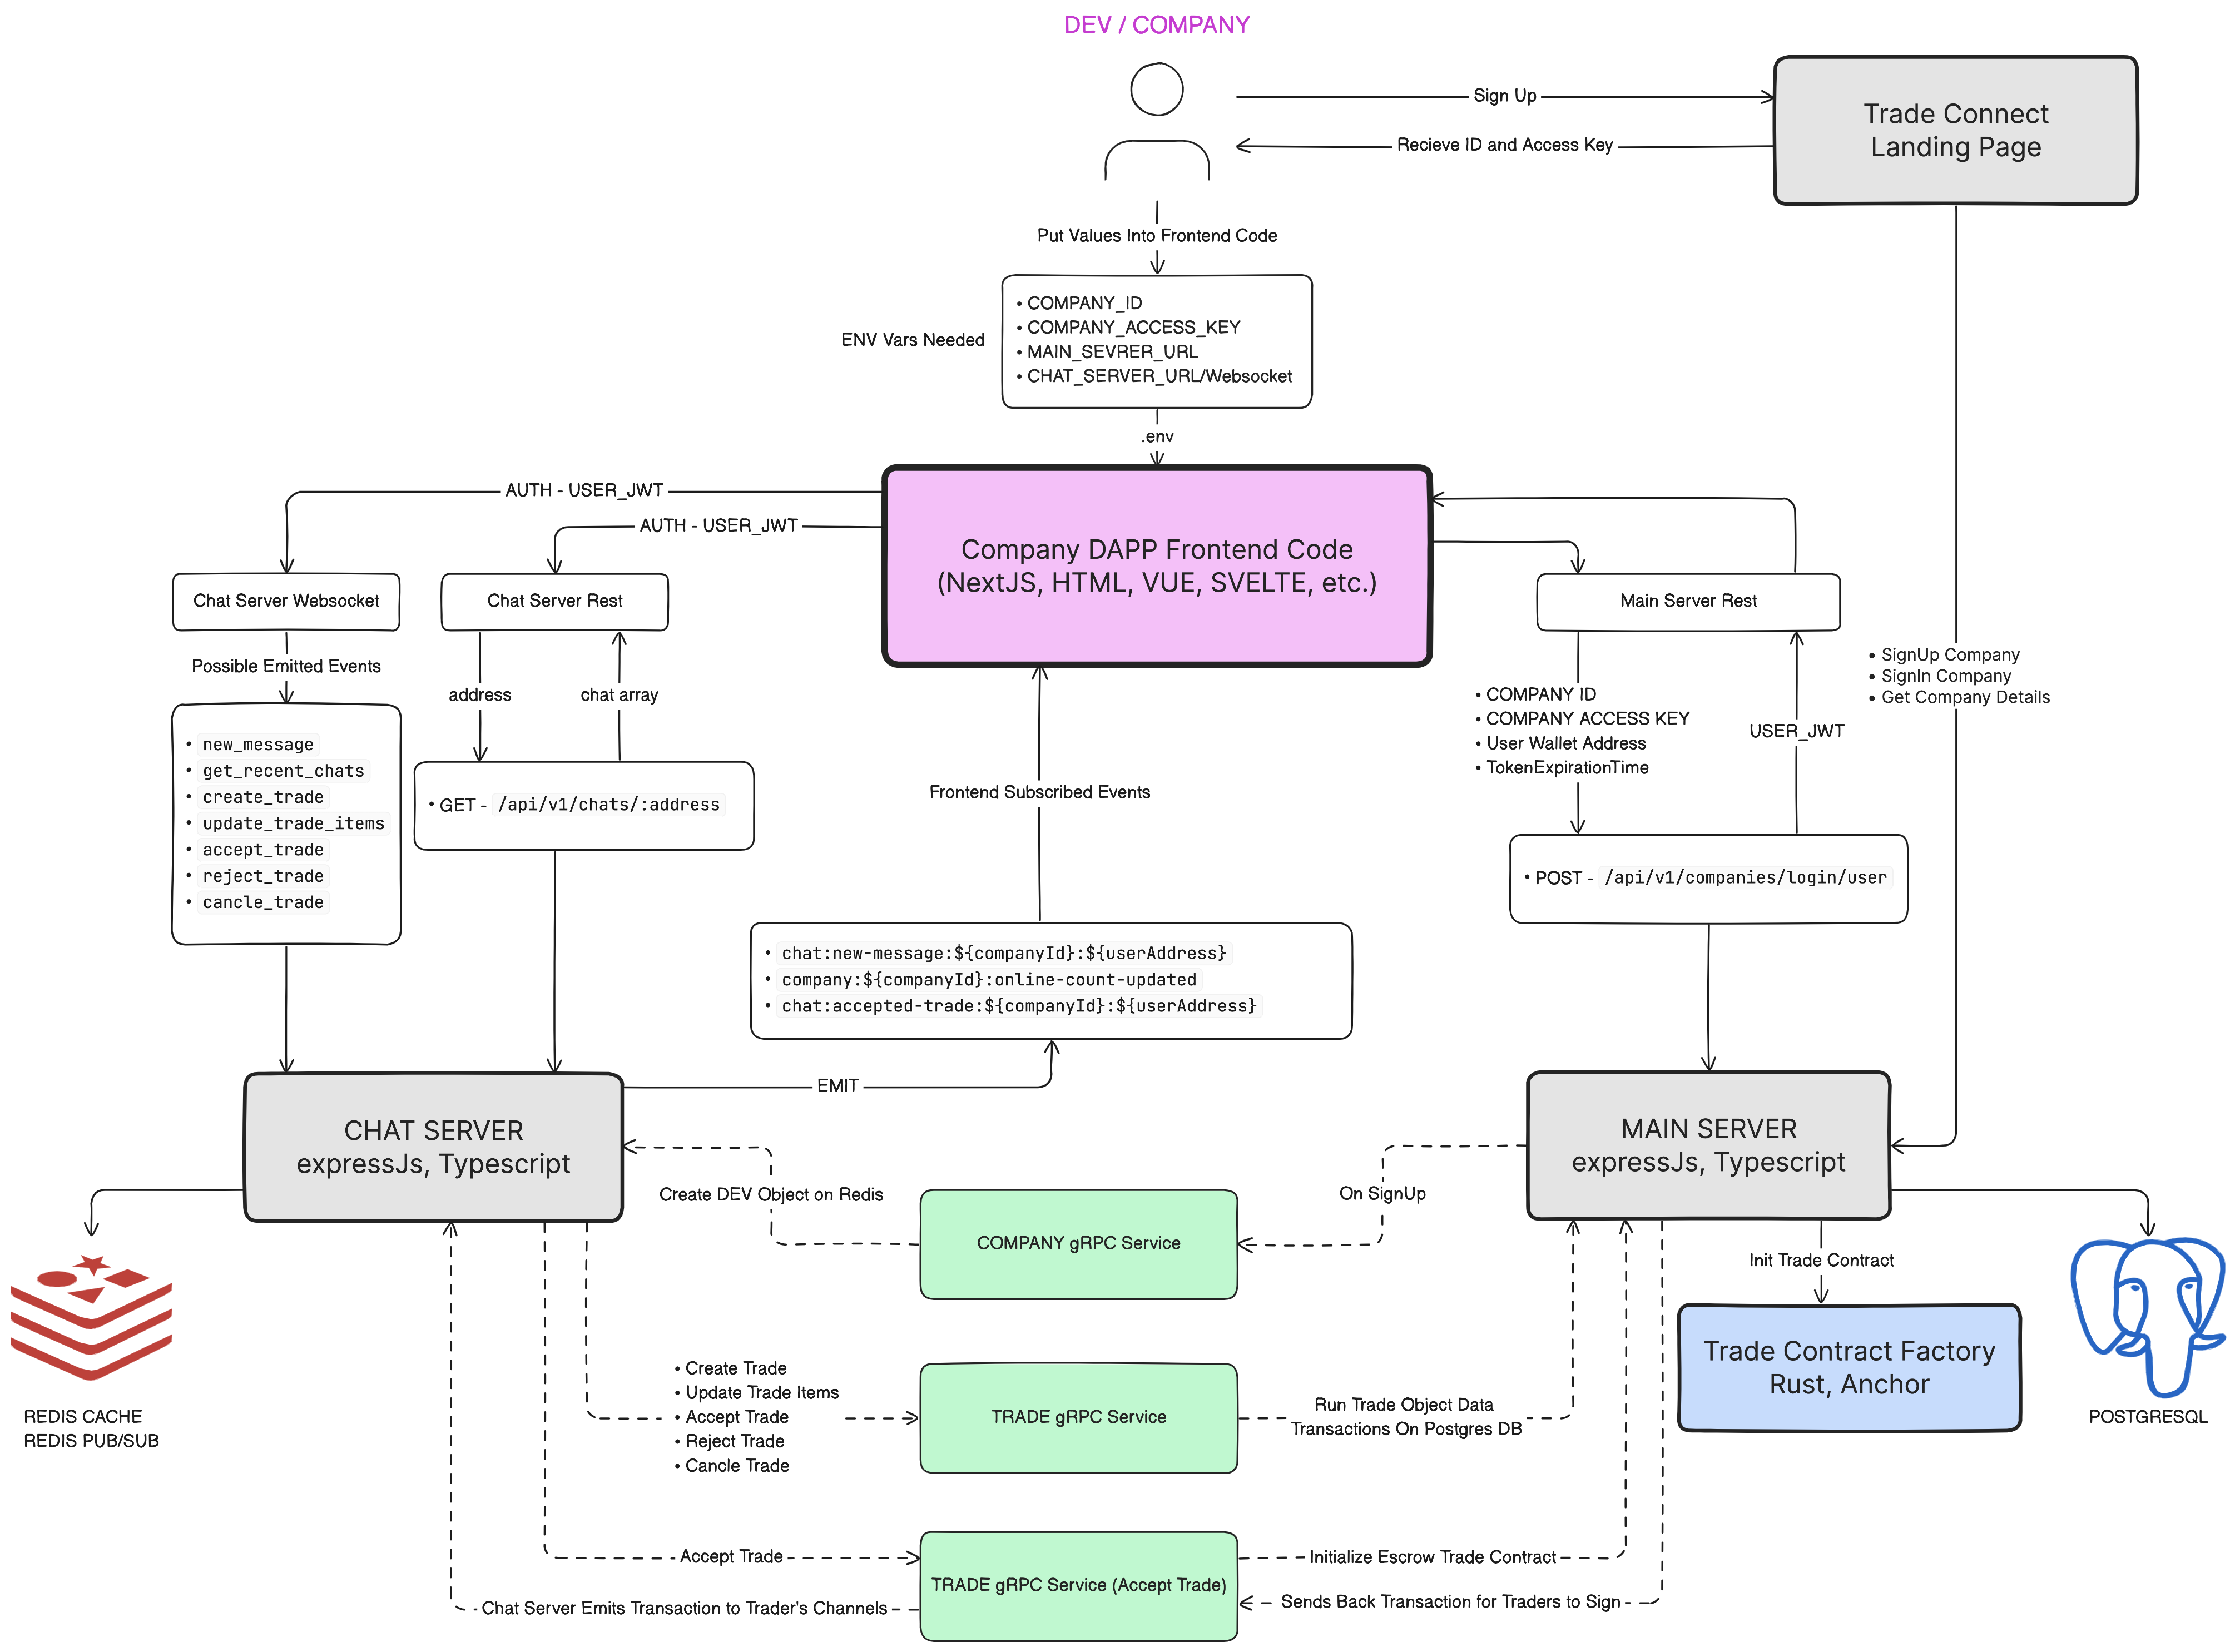 DEV / COMPANY
Sign Up
Recieve ID and Access Key
Trade Connect
Landing Page
Put Values Into Frontend Code
ENV Vars Needed
• COMPANY_ID
• COMPANY_ACCESS_KEY
• MAIN_SEVRER_URL
• CHAT_SERVER_URL/Websocket
.env
AUTH - USER_JWT
AUTH - USER_JWT
Company DAPP Frontend Code
(NextJS, HTML, VUE, SVELTE, etc.)
Chat Server Websocket
Chat Server Rest
Main Server Rest
Possible Emitted Events
address
chat array
• new_message
• get_recent_chats
• create_trade
• update_trade_items
• accept_trade
• reject_trade
• cancle_trade
• GET - /api/v1/chats/:address
Frontend Subscribed Events
• COMPANY ID
• COMPANY ACCESS KEY
• User Wallet Address
• TokenExpirationTime
USER_JWT
• SignUp Company
• SignIn Company
• Get Company Details
• POST - /api/v1/companies/login/user
• chat:new-message:${companyId}:${userAddress}
• company:${companyId}:online-count-updated
• chat:accepted-trade:${companyId}:${userAddress}
EMIT
CHAT SERVER
expressJs, Typescript
MAIN SERVER
expressJs, Typescript
Create DEV Object on Redis
COMPANY gRPC Service
On SignUp
Init Trade Contract
Trade Contract Factory
Rust, Anchor
REDIS CACHE
REDIS PUB/SUB
POSTGRESQL
• Create Trade
• Update Trade Items
• Accept Trade
• Reject Trade
• Cancle Trade
TRADE gRPC Service
Run Trade Object Data
Transactions On Postgres DB
Accept Trade
TRADE gRPC Service (Accept Trade)
Initialize Escrow Trade Contract
Sends Back Transaction for Traders to Sign
Chat Server Emits Transaction to Trader's Channels